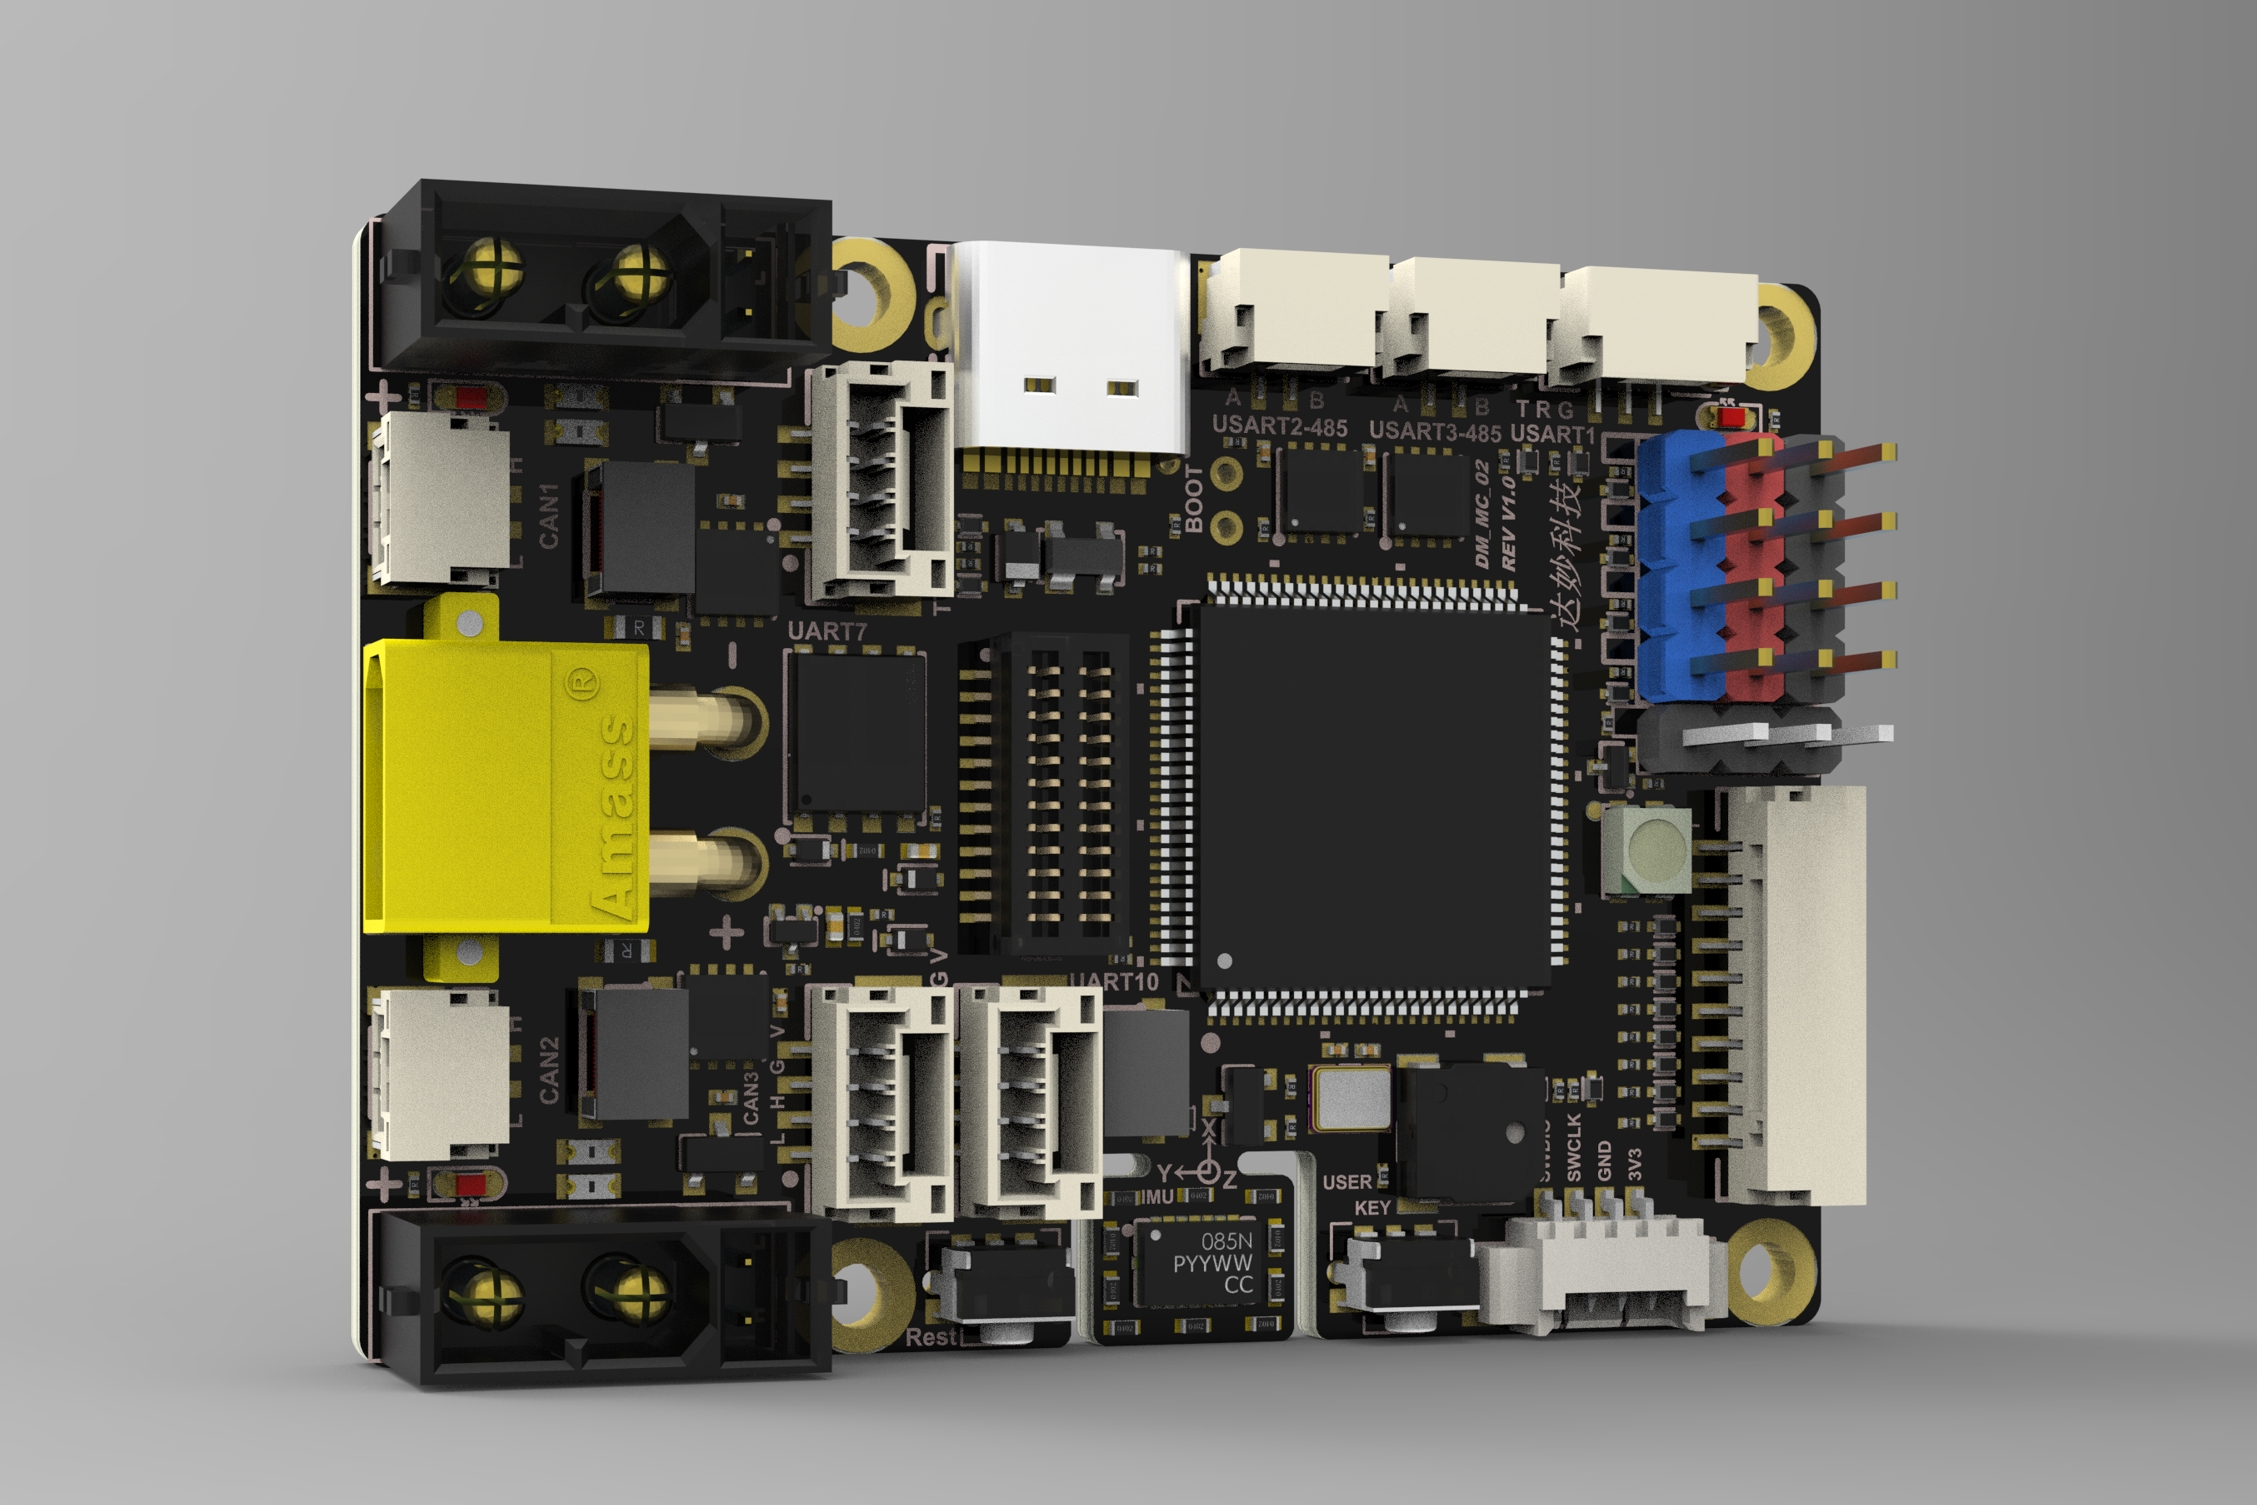 A B
USART2-485
A B
USART3-485
T R G
USART1
BOOT
DM_MC_02
REV V1.0
达妙科技
H
CAN1
L
R
UART7
T
Amass®
G V
UART10
H
CAN2
L
CAN3
V
G
H
L
X
Y Z
IMU
085N
PYYWW
CC
Rest
USER
KEY
SWCLK
GND
3V3